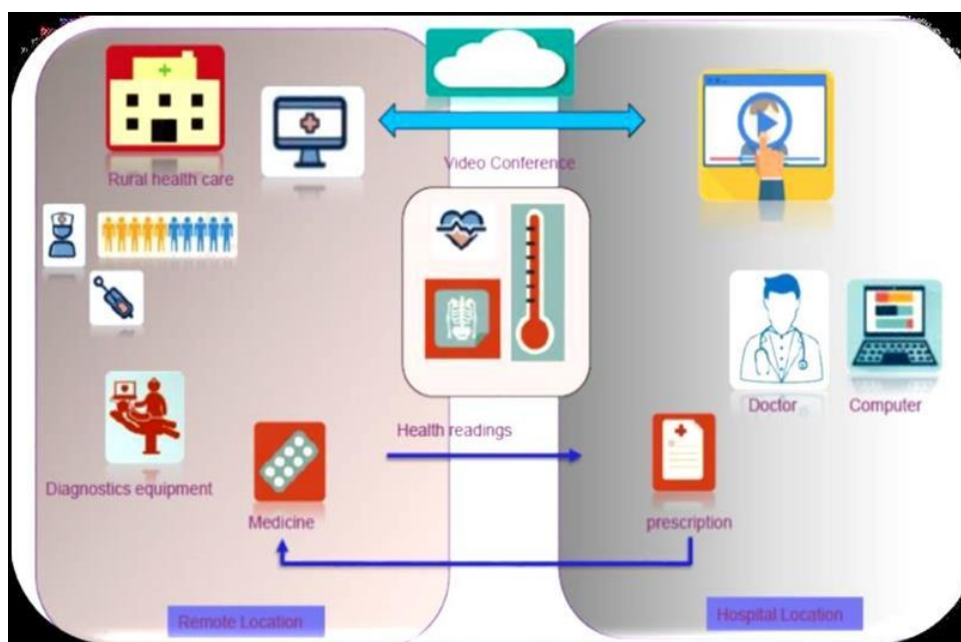 Video Conference
Rural health care
Doctor
Computer
Health readings
Diagnostics equipment
Medicine
prescription
Remote Location
Hospital Location